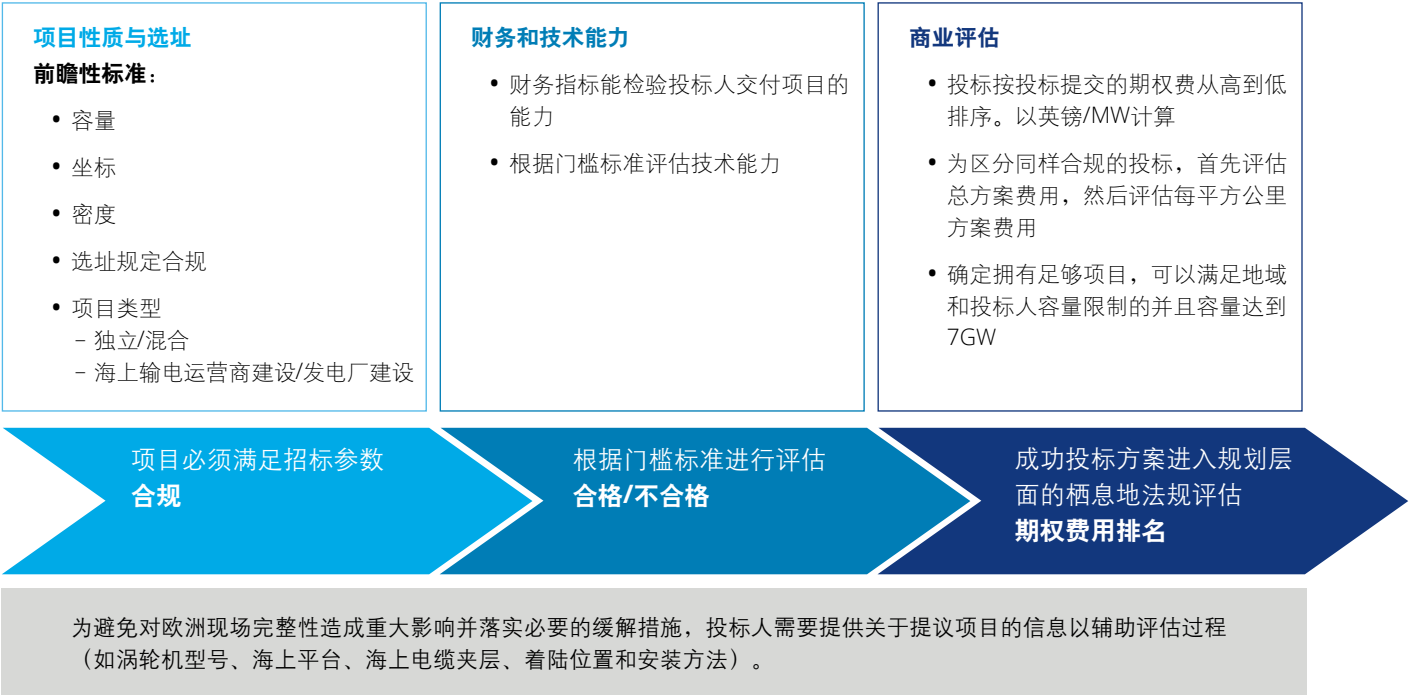 项目性质与选址
前瞻性标准：
• 容量
• 坐标
• 密度
• 选址规定合规
• 项目类型
– 独立/混合
– 海上输电运营商建设/发电厂建设
财务和技术能力
• 财务指标能检验投标人交付项目的
能力
• 根据门槛标准评估技术能力
商业评估
• 投标按投标提交的期权费从高到低
排序。以英镑/MW计算
• 为区分同样合规的投标，首先评估
总方案费用，然后评估每平方公里
方案费用
• 确定拥有足够项目，可以满足地域
和投标人容量限制的并且容量达到
7GW
项目必须满足招标参数
合规
根据门槛标准进行评估
合格/不合格
成功投标方案进入规划层
面的栖息地法规评估
期权费用排名
为避免对欧洲现场完整性造成重大影响并落实必要的缓解措施，投标人需要提供关于提议项目的信息以辅助评估过程
（如涡轮机型号、海上平台、海上电缆夹层、着陆位置和安装方法）。